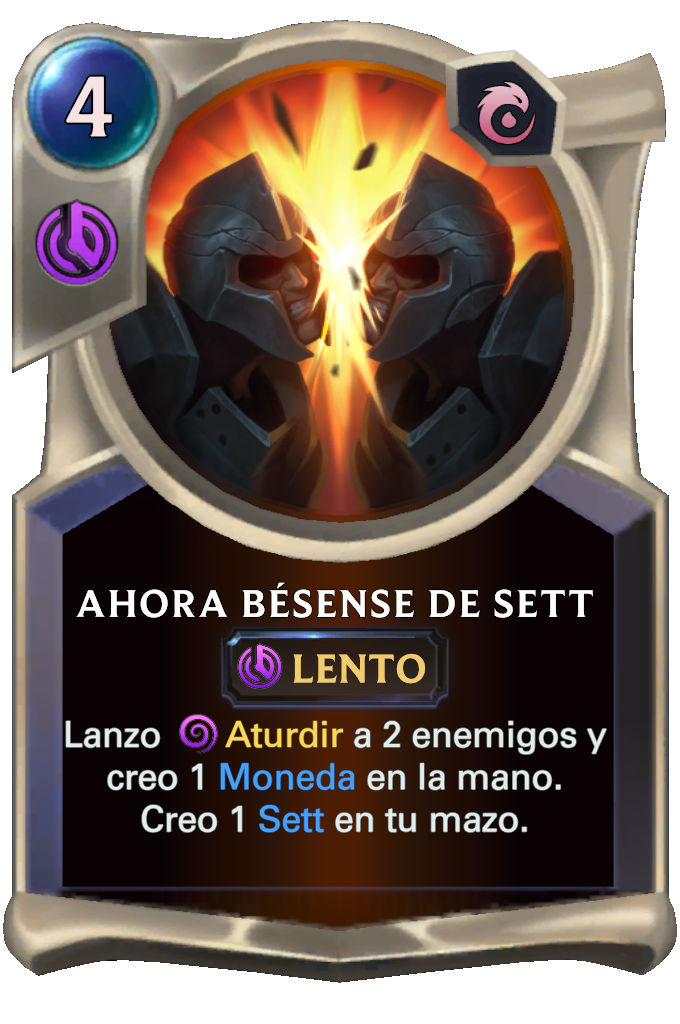 4
AHORA BÉSENSE DE SETT
LENTO
Lanzo Aturdir a 2 enemigos y
creo 1 Moneda en la mano.
Creo 1 Sett en tu mazo.